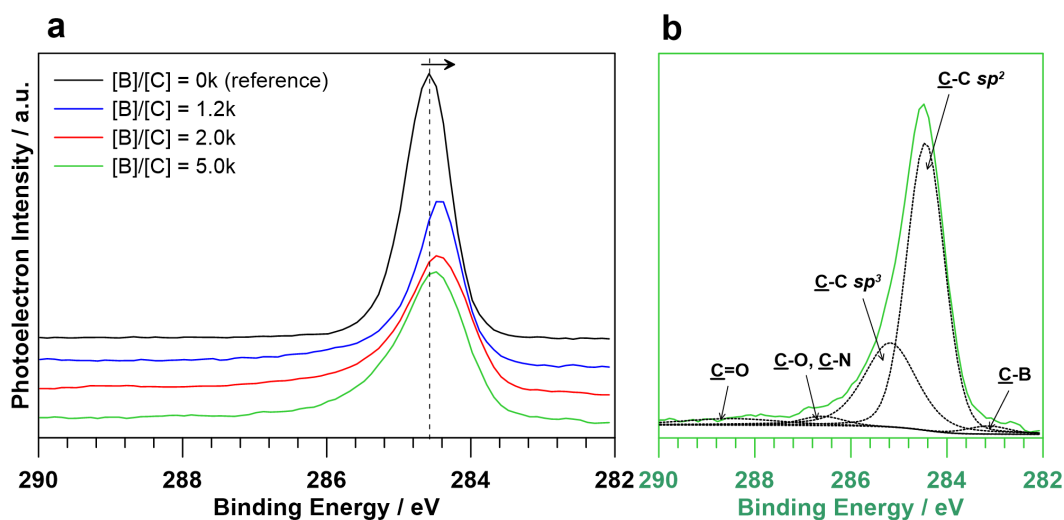 a
[B]/[C] = 0k (reference)
[B]/[C] = 1.2k
[B]/[C] = 2.0k
[B]/[C] = 5.0k
Photoelectron Intensity / a.u.
290 288 286 284 282
Binding Energy / eV
b
C-C sp²
C-C sp³
C=O
C-O, C-N
C-B
290 288 286 284 282
Binding Energy / eV